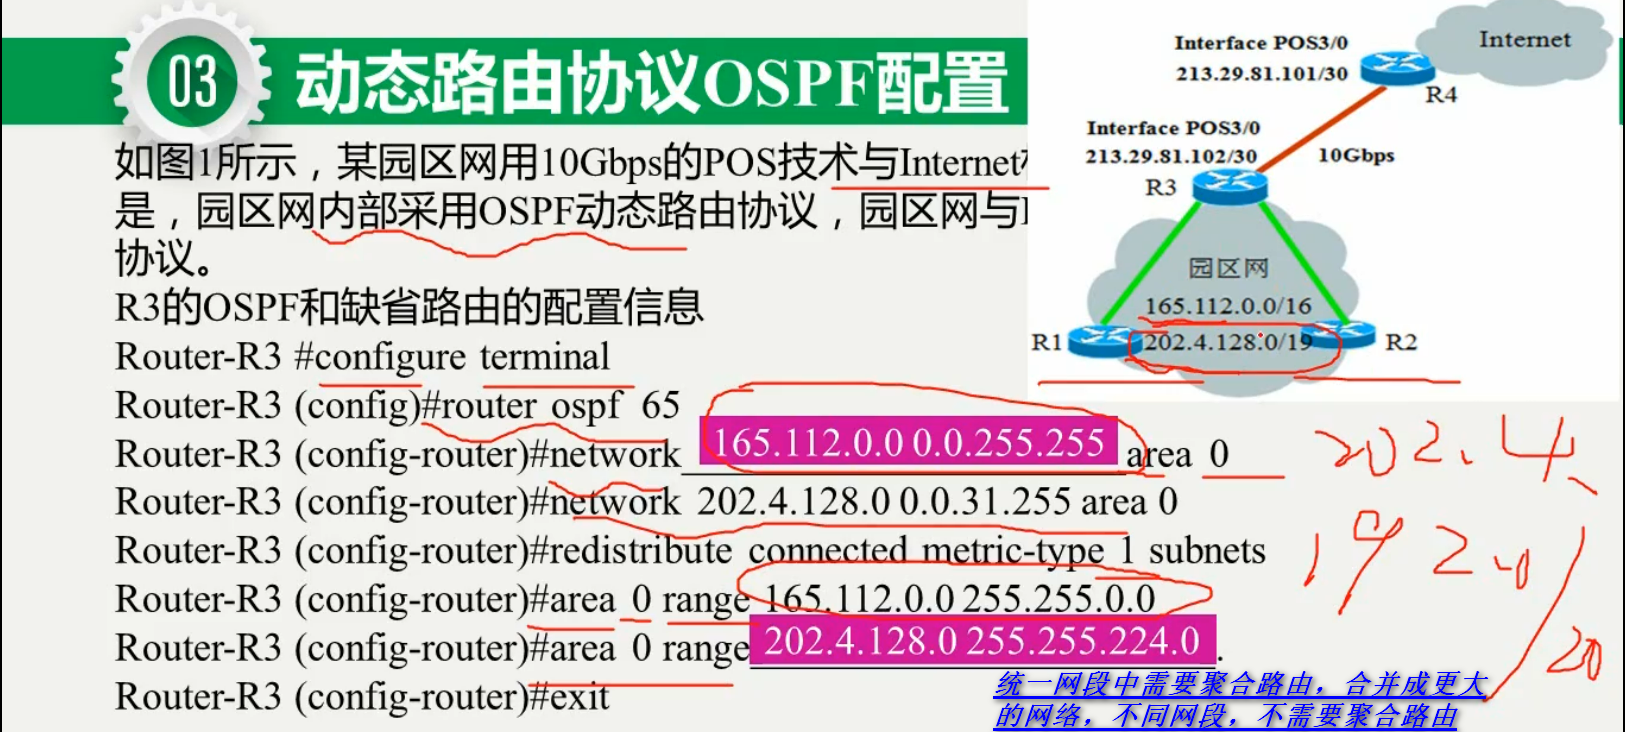 03
动态路由协议OSPF配置
如图1所示，某园区网用10Gbps的POS技术与Internet
是，园区网内部采用OSPF动态路由协议，园区网与
协议。
R3的OSPF和缺省路由的配置信息
Router-R3 #configure terminal
Router-R3 (config)#router ospf 65
Router-R3 (config-router)#network 165.112.0.0 0.0.255.255 area 0
Router-R3 (config-router)#network 202.4.128.0 0.0.31.255 area 0
Router-R3 (config-router)#redistribute connected metric-type 1 subnets
Router-R3 (config-router)#area 0 range 165.112.0.0 255.255.0.0
Router-R3 (config-router)#area 0 range 202.4.128.0 255.255.224.0.
Router-R3 (config-router)#exit
Interface POS3/0
213.29.81.101/30
Internet
R4
Interface POS3/0
213.29.81.102/30
10Gbps
R3
园区网
165.112.0.0/16
R1
202.4.128.0/19
R2
202.4.
20
统一网段中需要聚合路由，合并成更大
的网络，不同网段，不需要聚合路由